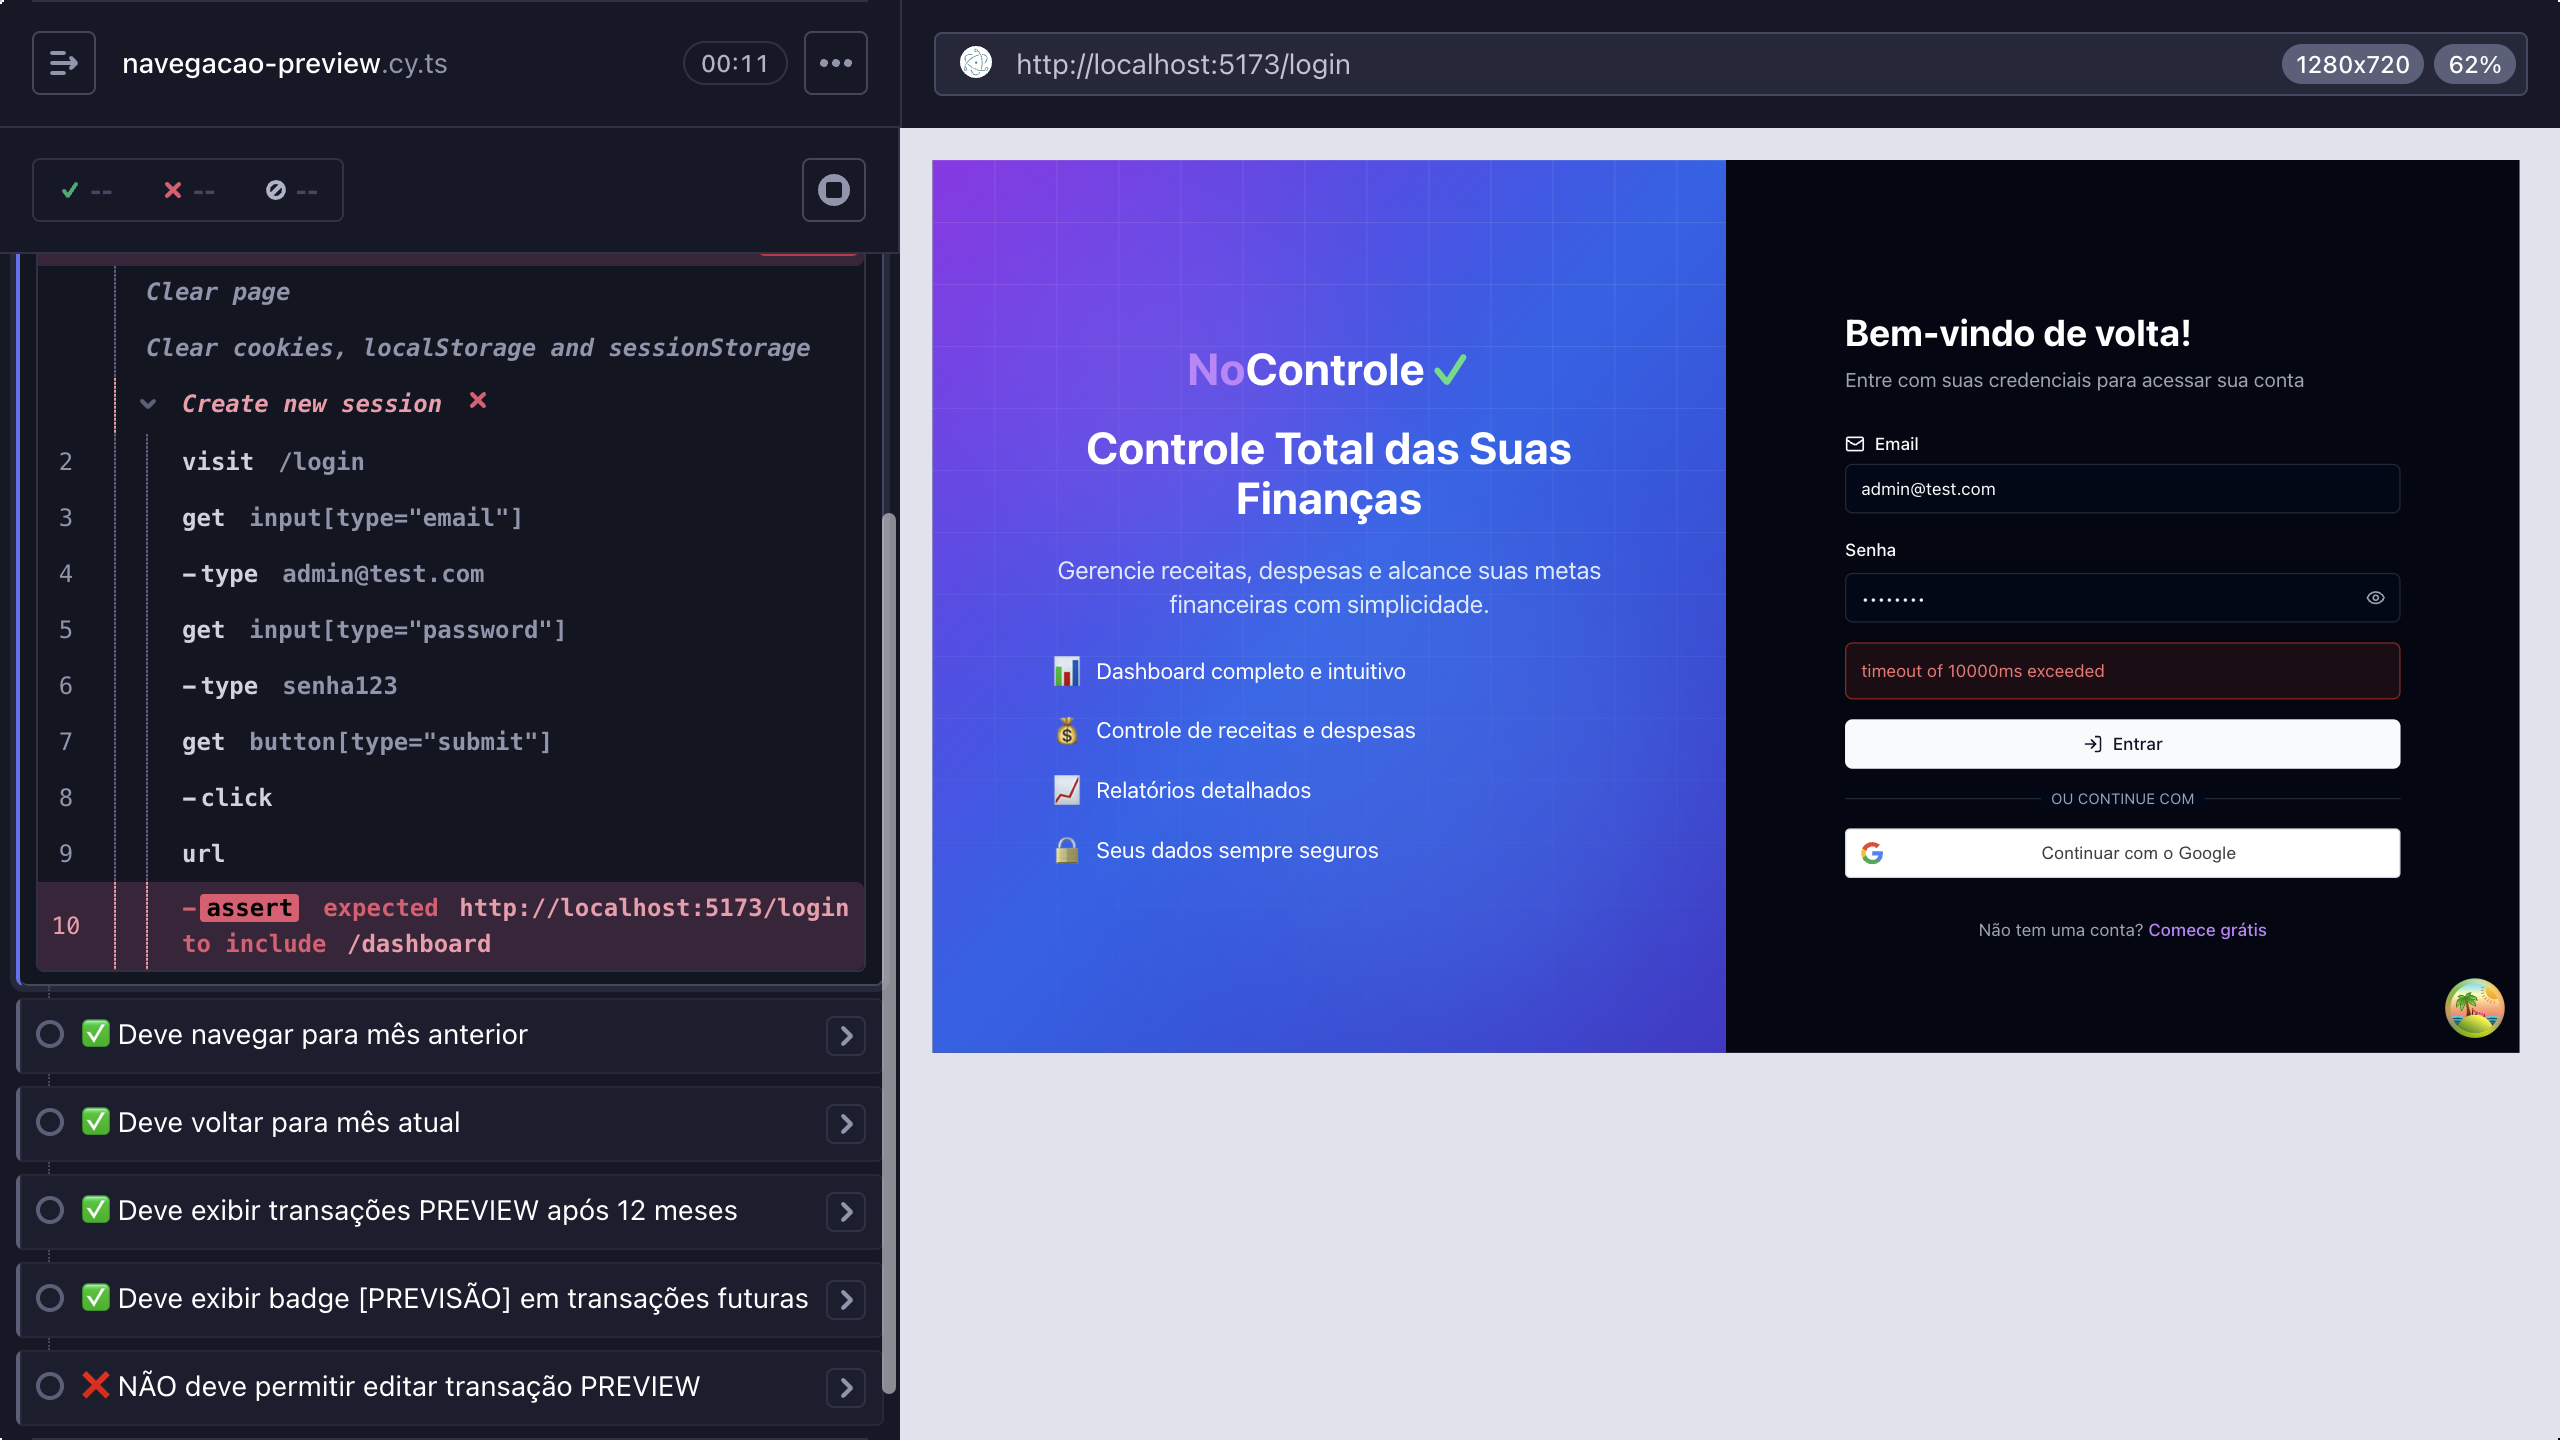 navegacao-preview.cy.ts
00:11
-- -- --
Clear page
Clear cookies, localStorage and sessionStorage
Create new session
2 visit /login
3 get input[type="email"]
4 -type admin@test.com
5 get input[type="password"]
6 -type senha123
7 get button[type="submit"]
8 -click
9 url
10 -assert expected http://localhost:5173/login
to include /dashboard
Deve navegar para mês anterior
Deve voltar para mês atual
Deve exibir transações PREVIEW após 12 meses
Deve exibir badge [PREVISÃO] em transações futuras
NÃO deve permitir editar transação PREVIEW
http://localhost:5173/login
1280x720
62%
NoControle
Controle Total das Suas
Finanças
Gerencie receitas, despesas e alcance suas metas
financeiras com simplicidade.
Dashboard completo e intuitivo
Controle de receitas e despesas
Relatórios detalhados
Seus dados sempre seguros
Bem-vindo de volta!
Entre com suas credenciais para acessar sua conta
Email
admin@test.com
Senha
••••••••
timeout of 10000ms exceeded
Entrar
OU CONTINUE COM
Continuar com o Google
Não tem uma conta? Comece grátis